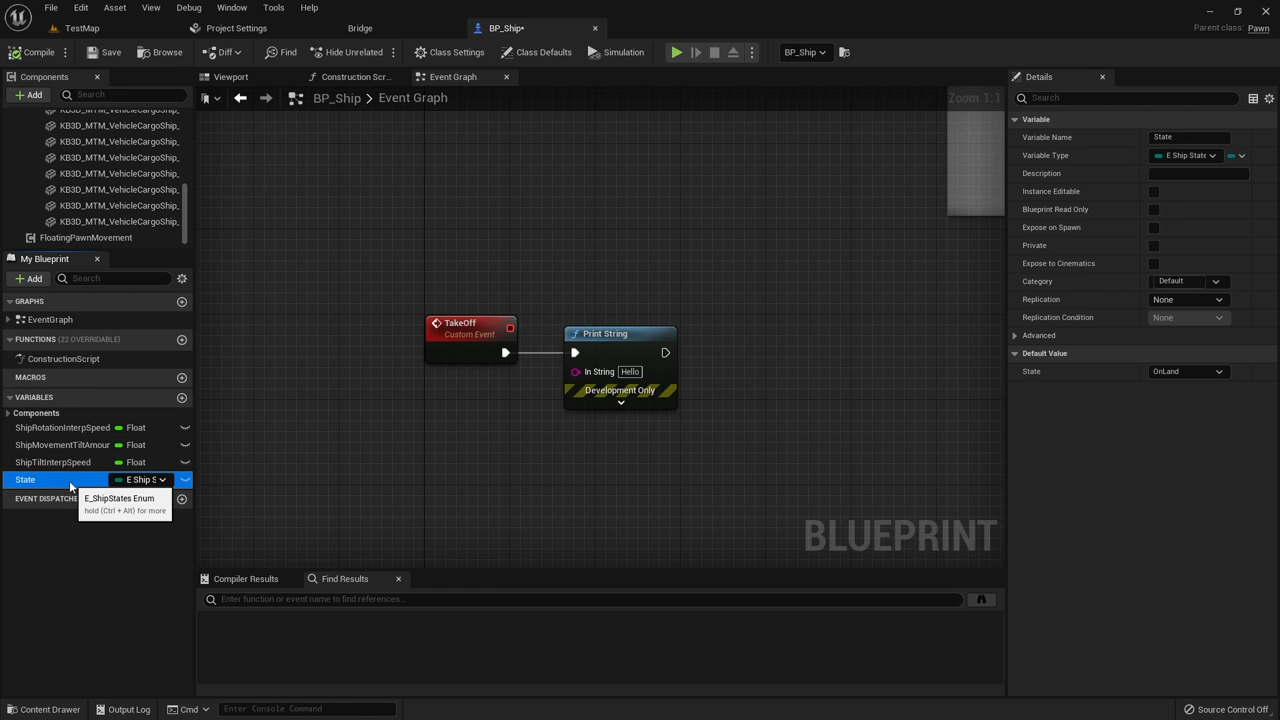 File Edit Asset View Debug Window Tools Help
TestMap Project Settings Bridge BP_Ship• Parent class: Pawn
Compile Save Browse Diff Find Hide Unrelated Class Settings Class Defaults Simulation BP_Ship
Components Viewport Construction Scr... Event Graph Details
Add Search BP_Ship > Event Graph Zoom 1:1 Search
KB3D_MTM_VehicleCargoShip_
KB3D_MTM_VehicleCargoShip_
KB3D_MTM_VehicleCargoShip_
KB3D_MTM_VehicleCargoShip_
KB3D_MTM_VehicleCargoShip_
KB3D_MTM_VehicleCargoShip_
KB3D_MTM_VehicleCargoShip_
KB3D_MTM_VehicleCargoShip_
FloatingPawnMovement
My Blueprint
Add Search
GRAPHS
EventGraph
FUNCTIONS (22 OVERRIDABLE)
ConstructionScript
MACROS
VARIABLES
Components
ShipRotationInterpSpeed Float
ShipMovementTiltAmour Float
ShipTiltInterpSpeed Float
State E Ship S
EVENT DISPATCHE
E_ShipStates Enum
hold (Ctrl + Alt) for more
TakeOff
Custom Event
Print String
In String Hello
Development Only
BLUEPRINT
Compiler Results Find Results
Enter function or event name to find references...
Variable
Variable Name State
Variable Type E Ship State
Description
Instance Editable
Blueprint Read Only
Expose on Spawn
Private
Expose to Cinematics
Category Default
Replication None
Replication Condition None
Advanced
Default Value
State OnLand
Content Drawer Output Log Cmd Enter Console Command Source Control Off